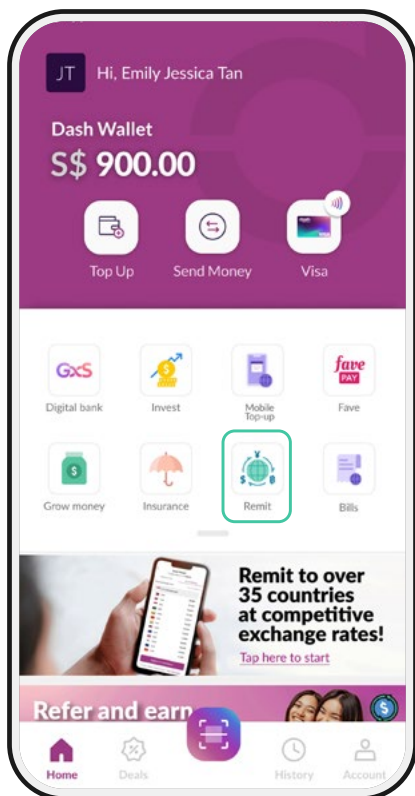 JT
Hi, Emily Jessica Tan
Dash Wallet
S$ 900.00
Top Up
Send Money
Visa
GXS
fave
PAY
Digital bank
Invest
Mobile
Top-up
Fave
Grow money
Insurance
Remit
Bills
Remit to over
35 countries
at competitive
exchange rates!
Tap here to start
Refer and earn
Home
Deals
History
Account